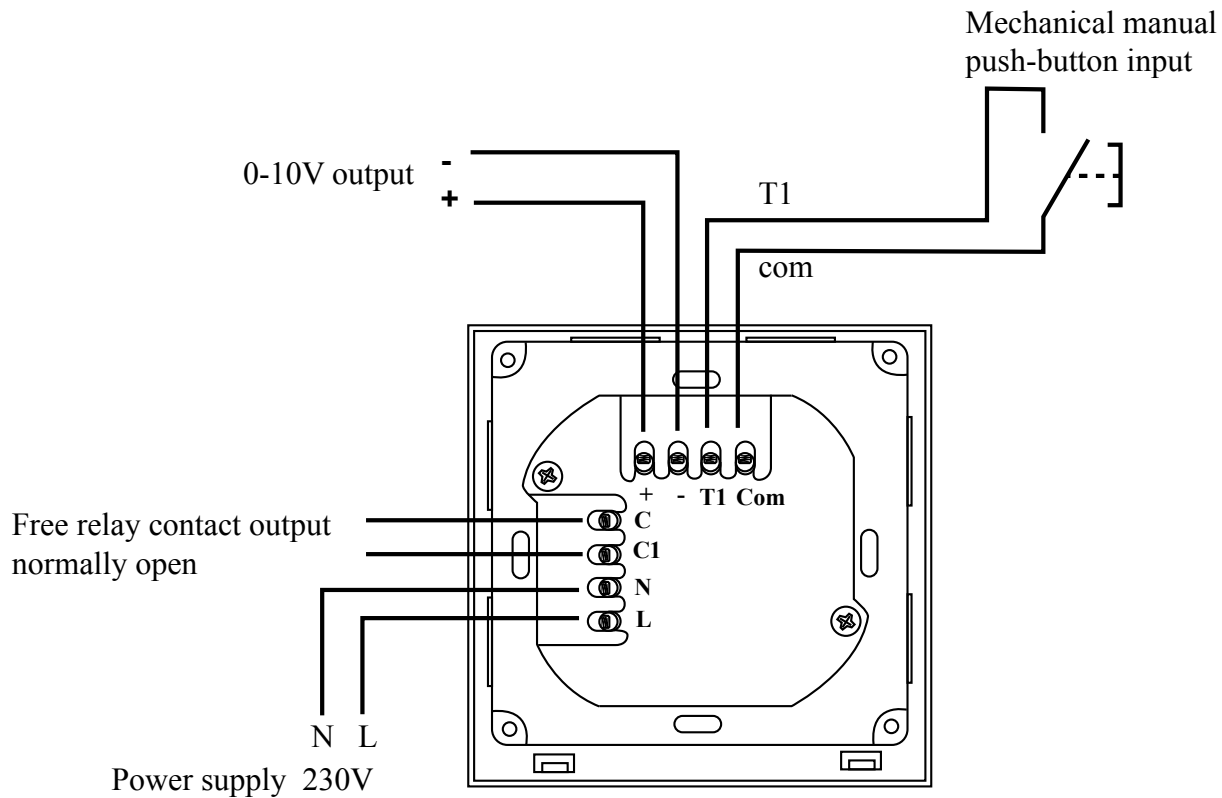 Mechanical manual
push-button input
0-10V output
-
+
T1
com
+ - T1 Com
Free relay contact output
normally open
C
C1
N
L
N L
Power supply 230V